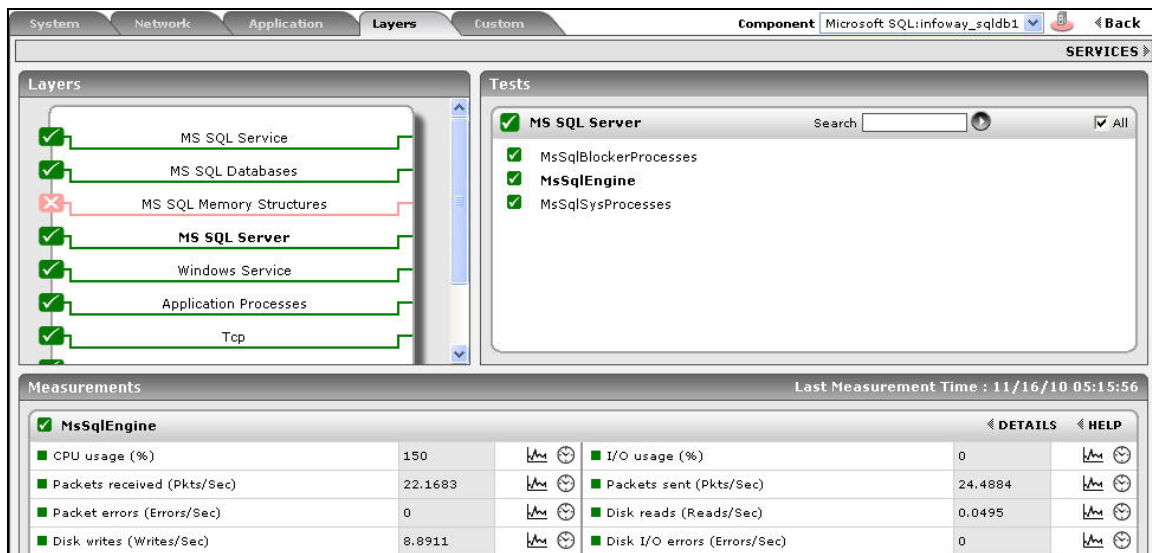 System Network Application Layers Custom Component Microsoft SQL:infoway_sqldb1 Back
SERVICES
Layers
MS SQL Service
MS SQL Databases
MS SQL Memory Structures
MS SQL Server
Windows Service
Application Processes
Tcp
Tests
MS SQL Server Search All
MsSqlBlockerProcesses
MsSqlEngine
MsSqlSysProcesses
Measurements Last Measurement Time : 11/16/10 05:15:56
MsSqlEngine DETAILS HELP
CPU usage (%) 150 I/O usage (%) 0
Packets received (Pkts/Sec) 22.1683 Packets sent (Pkts/Sec) 24.4884
Packet errors (Errors/Sec) 0 Disk reads (Reads/Sec) 0.0495
Disk writes (Writes/Sec) 8.8911 Disk I/O errors (Errors/Sec) 0